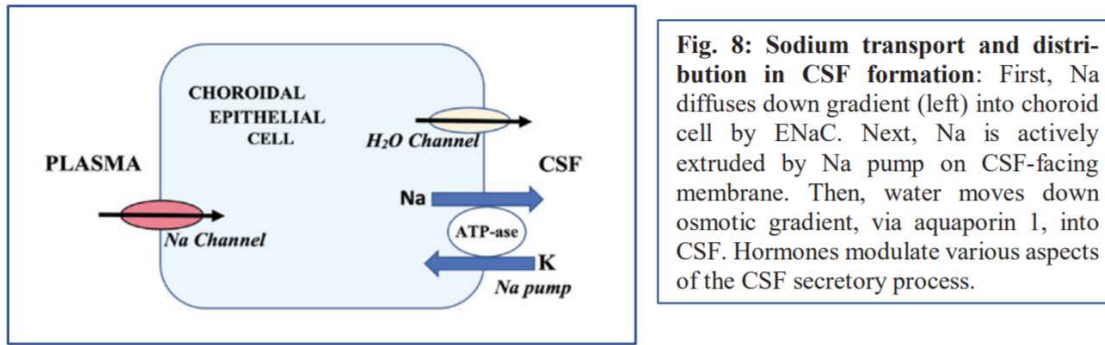 CHOROIDAL
EPITHELIAL
CELL
H₂O Channel
PLASMA
CSF
Na
ATP-ase
Na Channel
K
Na pump
Fig. 8: Sodium transport and distri-
bution in CSF formation: First, Na
diffuses down gradient (left) into choroid
cell by ENaC. Next, Na is actively
extruded by Na pump on CSF-facing
membrane. Then, water moves down
osmotic gradient, via aquaporin 1, into
CSF. Hormones modulate various aspects
of the CSF secretory process.